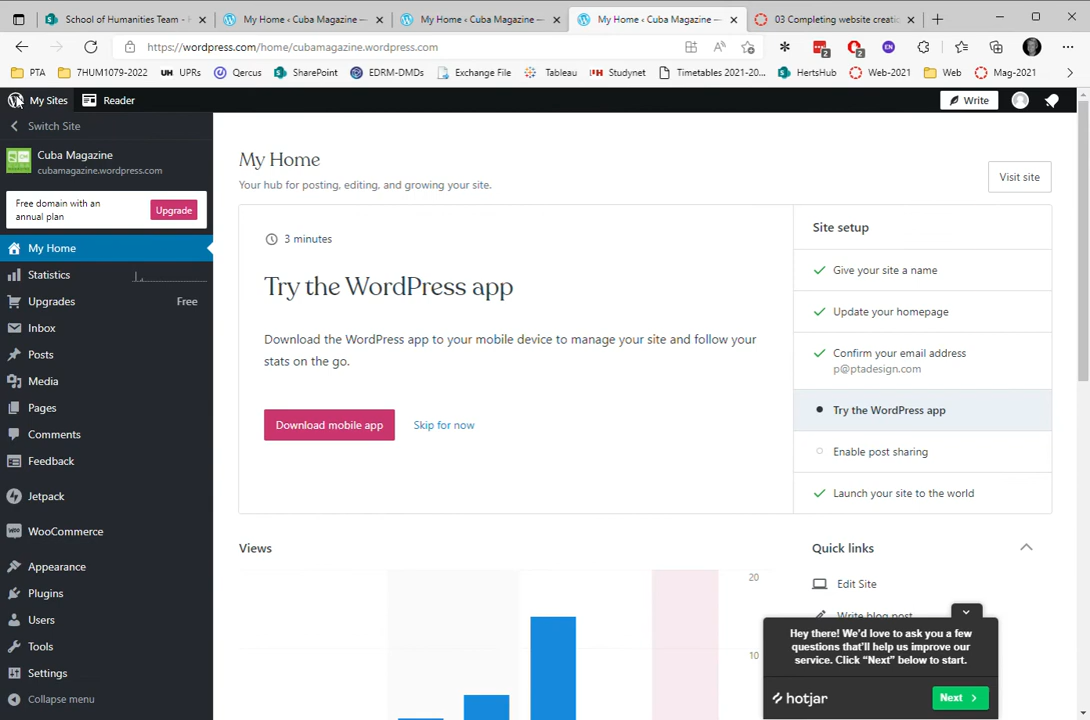 School of Humanities Team - H
My Home ‹ Cuba Magazine —
My Home ‹ Cuba Magazine —
My Home ‹ Cuba Magazine —
03 Completing website creatio
https://wordpress.com/home/cubamagazine.wordpress.com
2
EN
2
PTA
7HUM1079-2022
UH UPRs
Qercus
SharePoint
EDRM-DMDs
Exchange File
Tableau
Studynet
Timetables 2021-20...
HertsHub
Web-2021
Web
Mag-2021
My Sites
Reader
Write
Switch Site
Cuba Magazine
cubamagazine.wordpress.com
Free domain with an
annual plan
Upgrade
My Home
Statistics
Upgrades
Free
Inbox
Posts
Media
Pages
Comments
Feedback
Jetpack
WooCommerce
Appearance
Plugins
Users
Tools
Settings
Collapse menu
My Home
Your hub for posting, editing, and growing your site.
Visit site
3 minutes
Try the WordPress app
Download the WordPress app to your mobile device to manage your site and follow your
stats on the go.
Download mobile app
Skip for now
Site setup
Give your site a name
Update your homepage
Confirm your email address
p@ptadesign.com
Try the WordPress app
Enable post sharing
Launch your site to the world
Views
20
10
Quick links
Edit Site
Write blog post
Hey there! We'd love to ask you a few
questions that'll help us improve our
service. Click “Next” below to start.
hotjar
Next